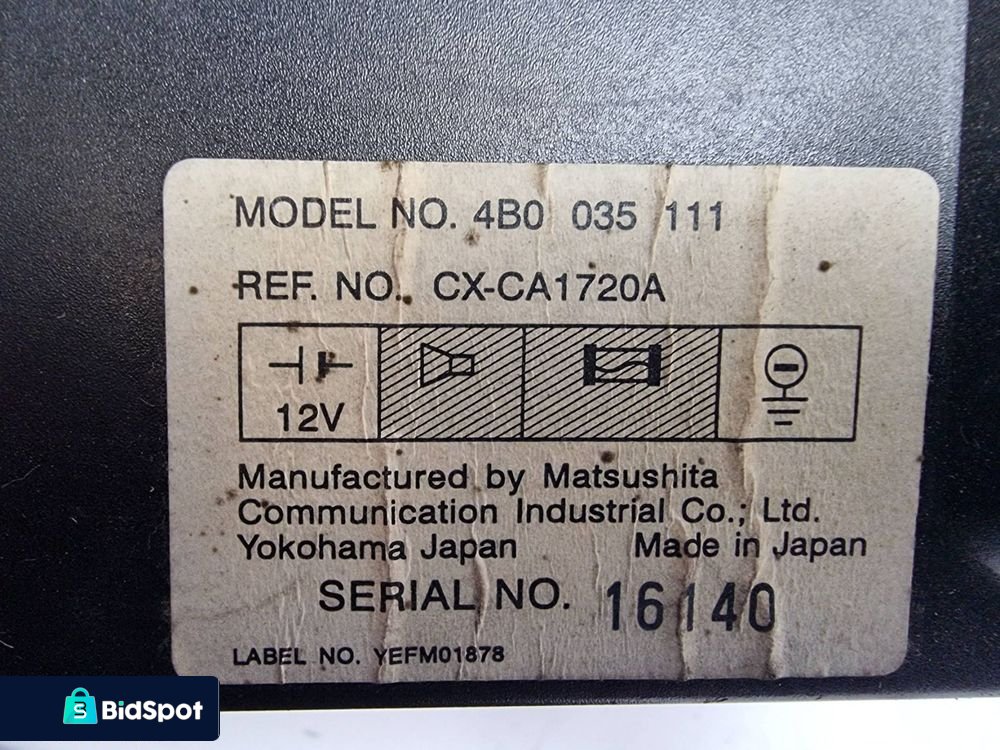 MODEL NO. 4B0 035 111
REF. NO. CX-CA1720A
12V
Manufactured by Matsushita
Communication Industrial Co.; Ltd.
Yokohama Japan Made in Japan
SERIAL NO. 16140
LABEL NO. YEFM01878
S BidSpot